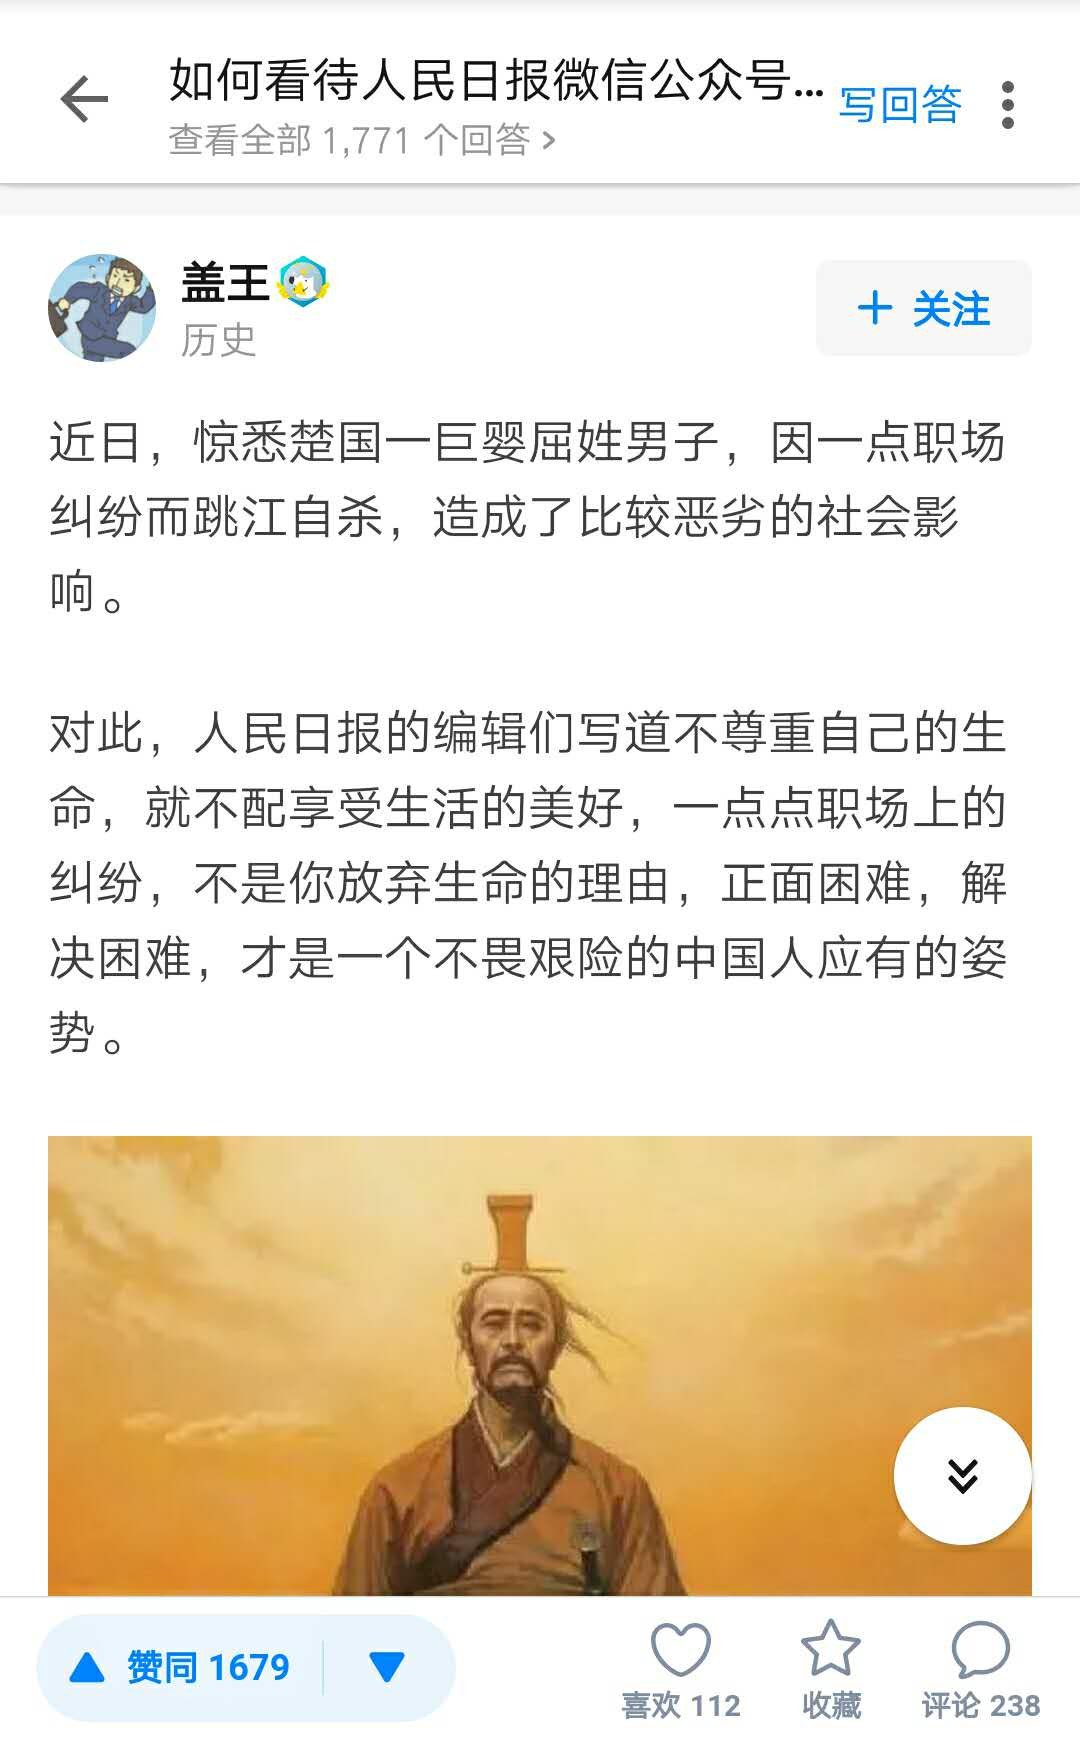 如何看待人民日报微信公众号...
写回答
查看全部 1,771 个回答 >
盖王
历史
+ 关注
近日，惊悉楚国一巨婴屈姓男子，因一点职场
纠纷而跳江自杀，造成了比较恶劣的社会影
响。
对此，人民日报的编辑们写道不尊重自己的生
命，就不配享受生活的美好，一点点职场上的
纠纷，不是你放弃生命的理由，正面困难，解
决困难，才是一个不畏艰险的中国人应有的姿
势。
赞同 1679
喜欢 112
收藏
评论 238